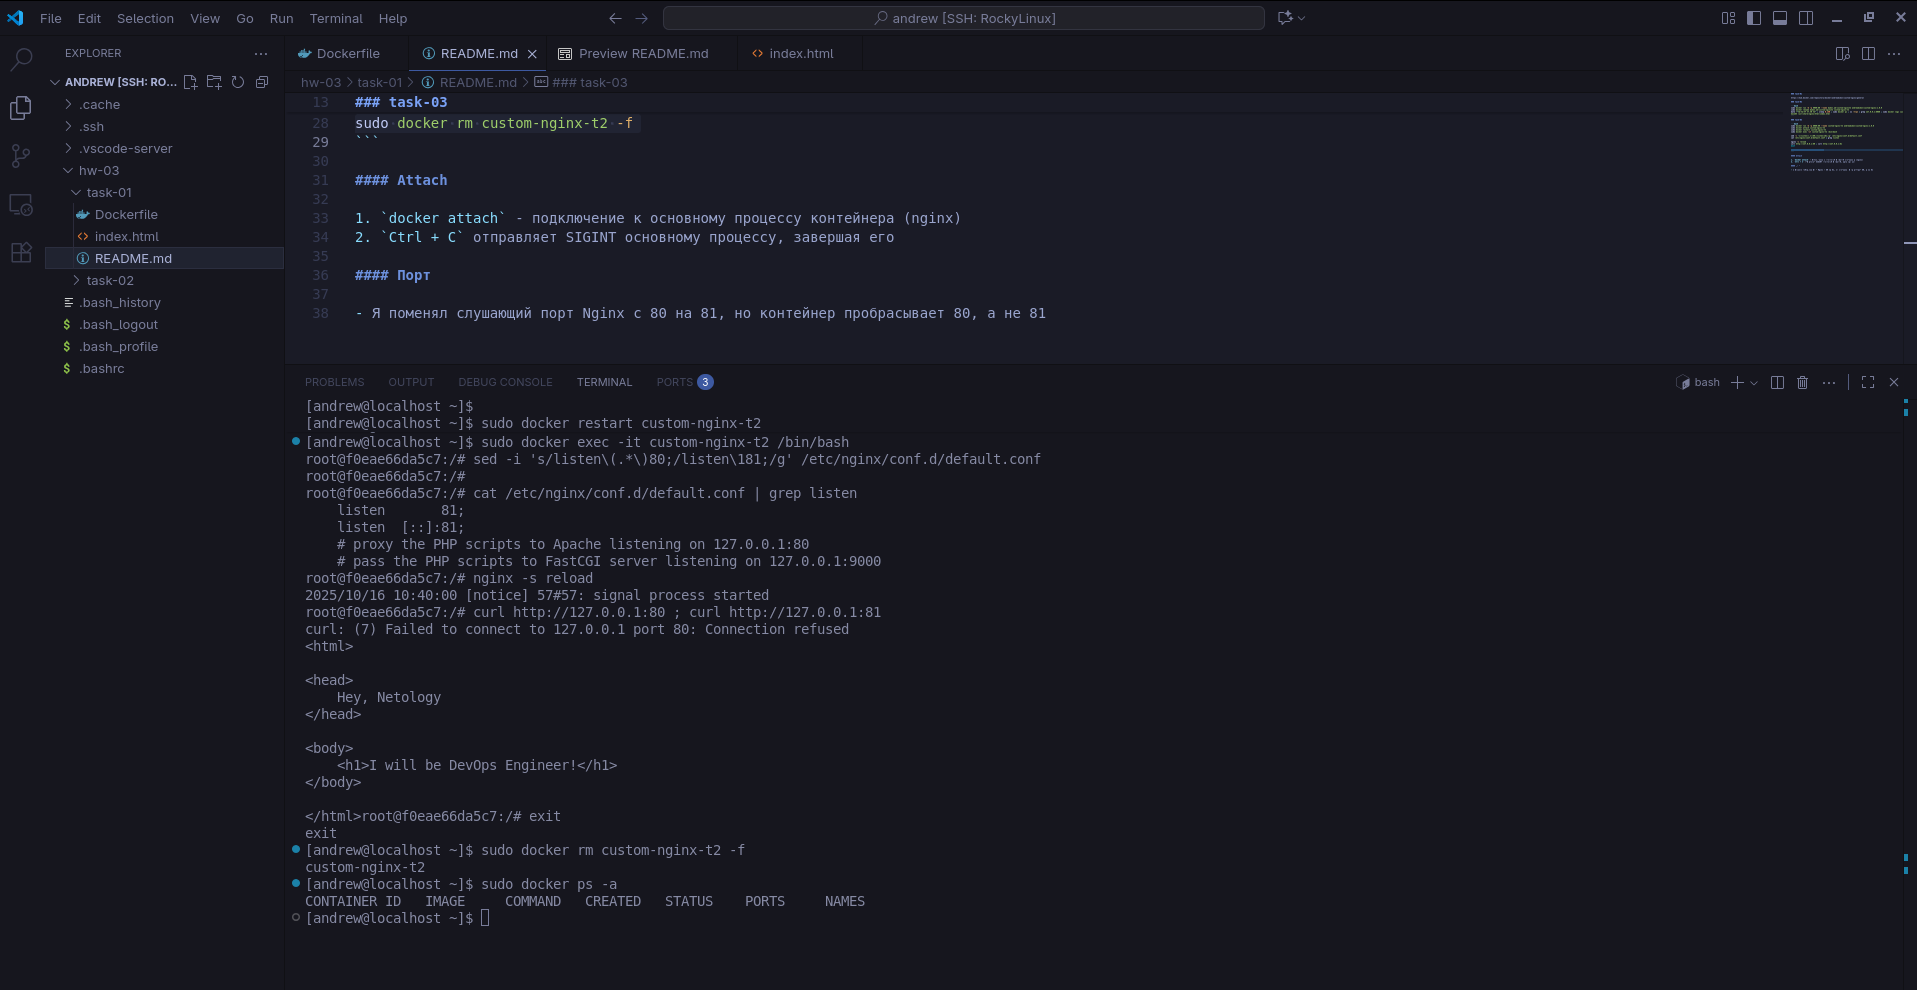 File Edit Selection View Go Run Terminal Help
andrew [SSH: RockyLinux]
EXPLORER
ANDREW [SSH: RO...
.cache
.ssh
.vscode-server
hw-03
task-01
Dockerfile
index.html
README.md
task-02
.bash_history
.bash_logout
.bash_profile
.bashrc
Dockerfile README.md Preview README.md index.html
hw-03 > task-01 > README.md > ### task-03
13 ### task-03
28 sudo docker rm custom-nginx-t2 -f
29 ```
30
31 #### Attach
32
33 1. `docker attach` - подключение к основному процессу контейнера (nginx)
34 2. `Ctrl + C` отправляет SIGINT основному процессу, завершая его
35
36 #### Порт
37
38 - Я поменял слушающий порт Nginx с 80 на 81, но контейнер пробрасывает 80, а не 81
PROBLEMS OUTPUT DEBUG CONSOLE TERMINAL PORTS 3
bash
[andrew@localhost ~]$
[andrew@localhost ~]$ sudo docker restart custom-nginx-t2
[andrew@localhost ~]$ sudo docker exec -it custom-nginx-t2 /bin/bash
root@f0eae66da5c7:/# sed -i 's/listen\(.*\)80;/listen\181;/g' /etc/nginx/conf.d/default.conf
root@f0eae66da5c7:/#
root@f0eae66da5c7:/# cat /etc/nginx/conf.d/default.conf | grep listen
listen       81;
listen  [::]:81;
# proxy the PHP scripts to Apache listening on 127.0.0.1:80
# pass the PHP scripts to FastCGI server listening on 127.0.0.1:9000
root@f0eae66da5c7:/# nginx -s reload
2025/10/16 10:40:00 [notice] 57#57: signal process started
root@f0eae66da5c7:/# curl http://127.0.0.1:80 ; curl http://127.0.0.1:81
curl: (7) Failed to connect to 127.0.0.1 port 80: Connection refused
<html>
<head>
Hey, Netology
</head>
<body>
<h1>I will be DevOps Engineer!</h1>
</body>
</html>root@f0eae66da5c7:/# exit
exit
[andrew@localhost ~]$ sudo docker rm custom-nginx-t2 -f
custom-nginx-t2
[andrew@localhost ~]$ sudo docker ps -a
CONTAINER ID   IMAGE     COMMAND   CREATED   STATUS    PORTS     NAMES
[andrew@localhost ~]$